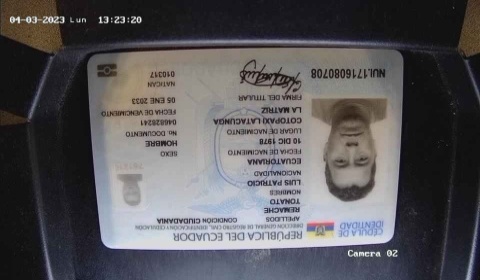 04-03-2023 Lun 13:23:20
CÉDULA DE IDENTIDAD
REPÚBLICA DEL ECUADOR
DIRECCIÓN GENERAL DE REGISTRO CIVIL, IDENTIFICACIÓN Y CEDULACIÓN
APELLIDOS
CONDICIÓN CIUDADANÍA
REMACHE
TONATO
NOMBRES
LUIS PATRICIO
NACIONALIDAD
ECUATORIANA
FECHA DE NACIMIENTO
10 DIC 1978
LUGAR DE NACIMIENTO
COTOPAXI LATACUNGA
LA MATRIZ
FIRMA DEL TITULAR
SEXO
HOMBRE
No. DOCUMENTO
FECHA DE VENCIMIENTO
05 ENE 2033
NAT/CAN
010317
NUI.1716080708
Camera 02